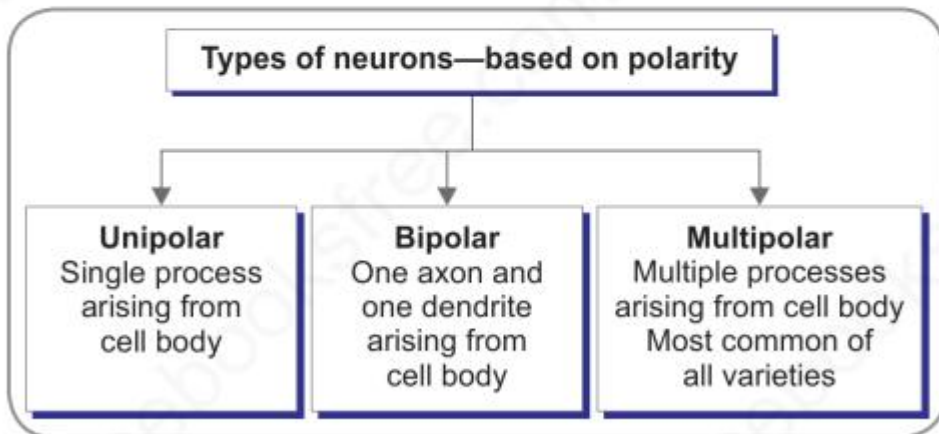 Types of neurons—based on polarity
Unipolar
Single process
arising from
cell body
Bipolar
One axon and
one dendrite
arising from
cell body
Multipolar
Multiple processes
arising from cell body
Most common of
all varieties